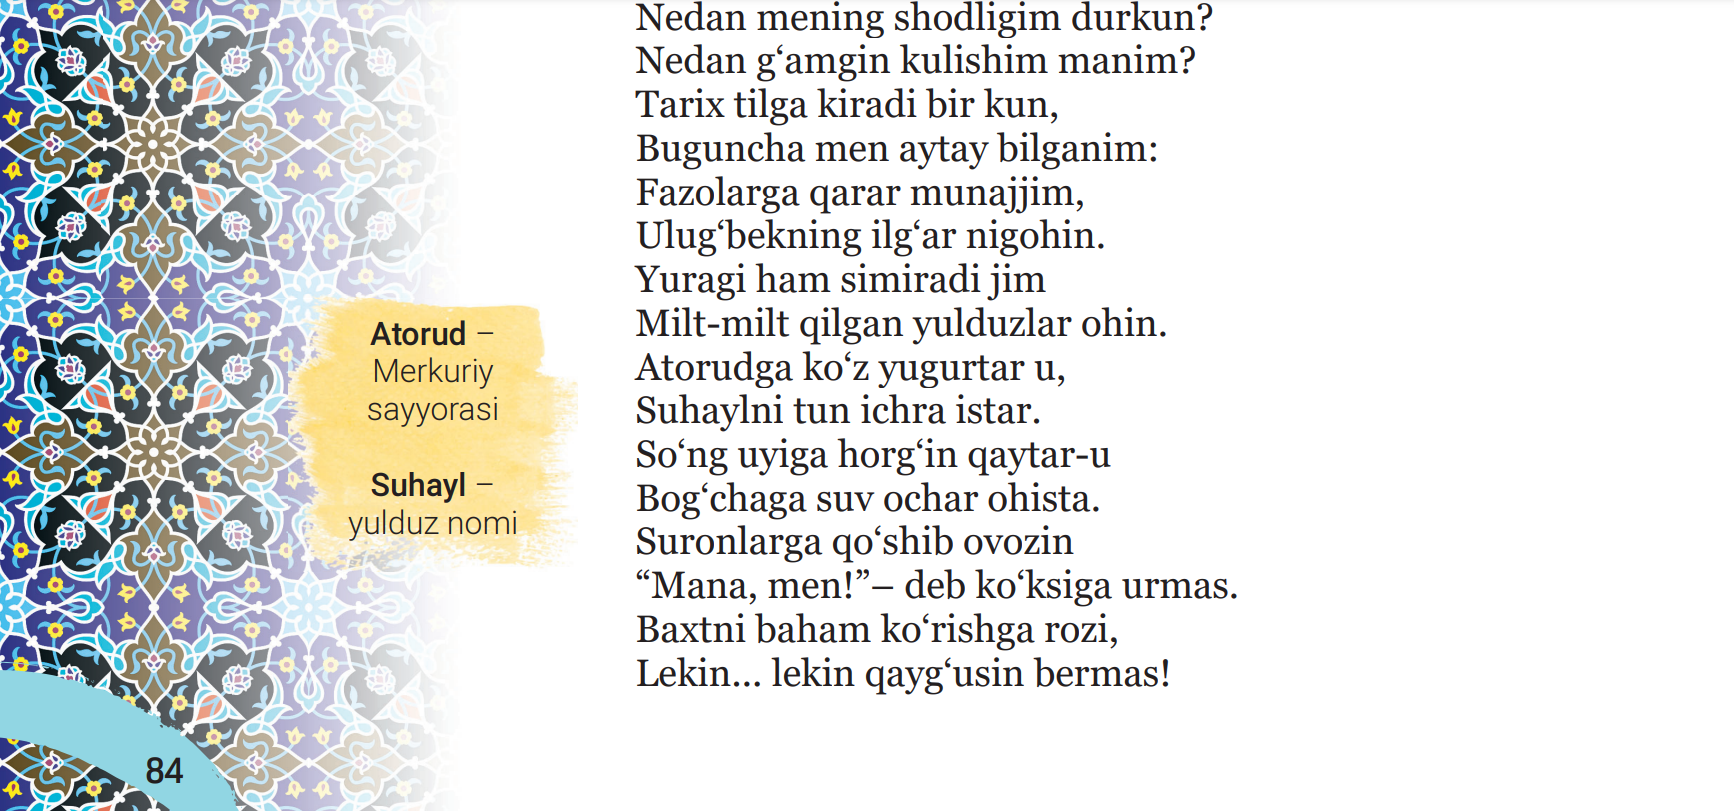 Nedan mening shodligim durkun?
Nedan g‘amgin kulishim manim?
Tarix tilga kiradi bir kun,
Buguncha men aytay bilganim:
Fazolarga qarar munajjim,
Ulug‘bekning ilg‘ar nigohin.
Yuragi ham simiradi jim
Milt-milt qilgan yulduzlar ohin.
Atorudga ko‘z yugurtar u,
Suhaylni tun ichra istar.
So‘ng uyiga horg‘in qaytar-u
Bog‘chaga suv ochar ohista.
Suronlarga qo‘shib ovozin
“Mana, men!”– deb ko‘ksiga urmas.
Baxtni baham ko‘rishga rozi,
Lekin... lekin qayg‘usin bermas!
Atorud –
Merkuriy
sayyorasi
Suhayl –
yulduz nomi
84